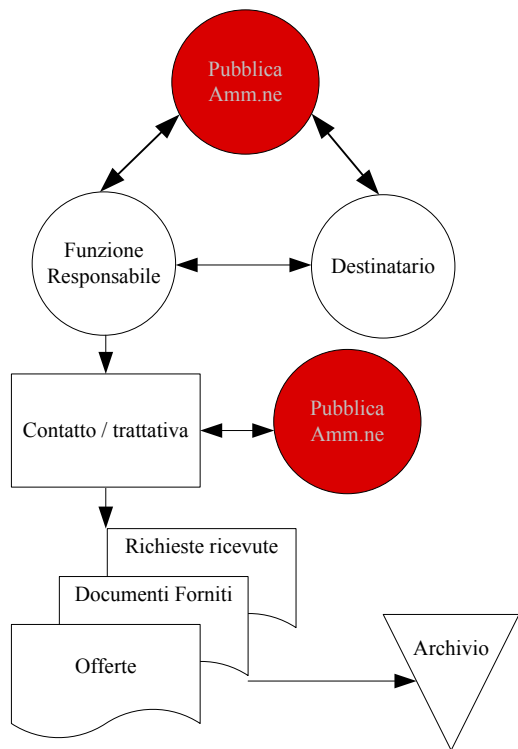 Pubblica
Amm.ne
Funzione
Responsabile
Destinatario
Contatto / trattativa
Pubblica
Amm.ne
Richieste ricevute
Documenti Forniti
Offerte
Archivio